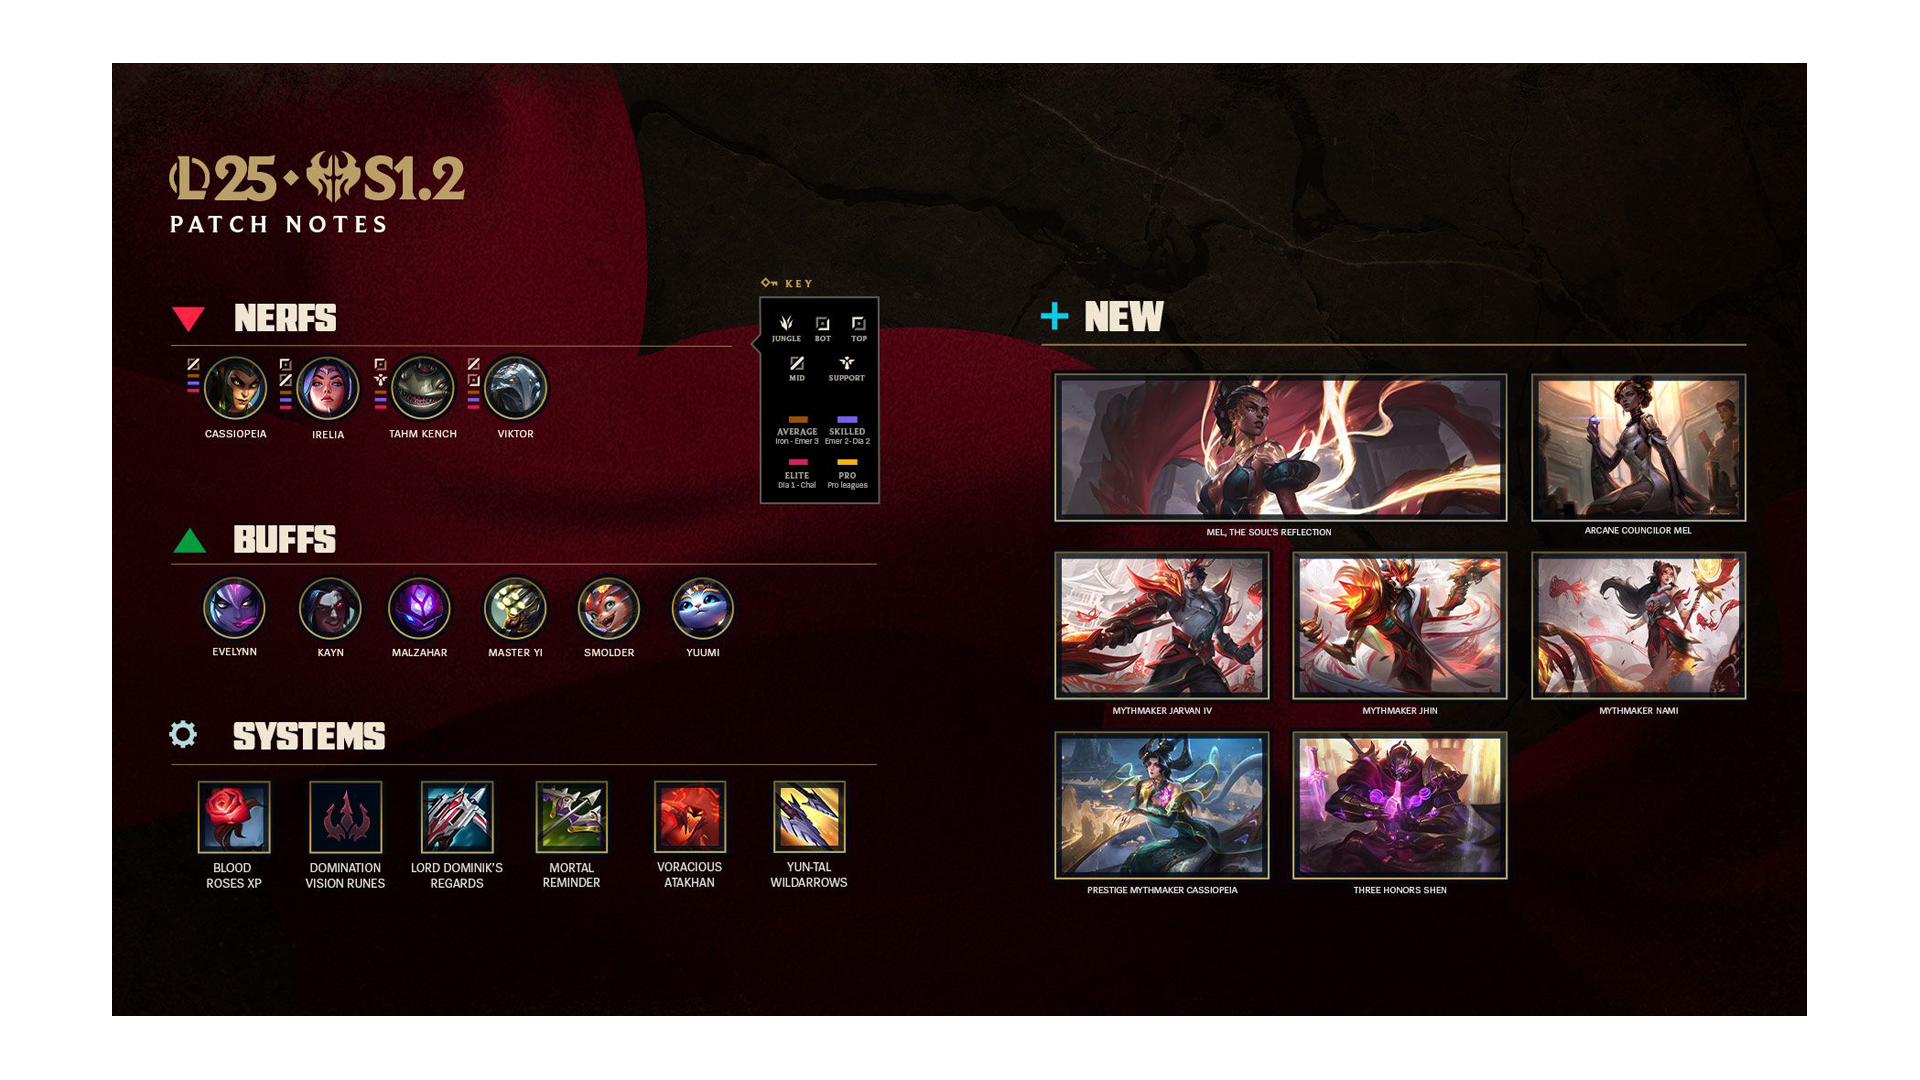 25 S1.2
PATCH NOTES
NERFS
CASSIOPEIA
IRELIA
TAHM KENCH
VIKTOR
KEY
JUNGLE BOT TOP
MID SUPPORT
AVERAGE SKILLED
Iron - Emer 3 Emer 2 - Dia 2
ELITE PRO
Dia 1 - Chal Pro leagues
BUFFS
EVELYNN
KAYN
MALZAHAR
MASTER YI
SMOLDER
YUUMI
SYSTEMS
BLOOD
ROSES XP
DOMINATION
VISION RUNES
LORD DOMINIK'S
REGARDS
MORTAL
REMINDER
VORACIOUS
ATAKHAN
YUN-TAL
WILDARROWS
NEW
MEL, THE SOUL'S REFLECTION
ARCANE COUNCILOR MEL
MYTHMAKER JARVAN IV
MYTHMAKER JHIN
MYTHMAKER NAMI
PRESTIGE MYTHMAKER CASSIOPEIA
THREE HONORS SHEN